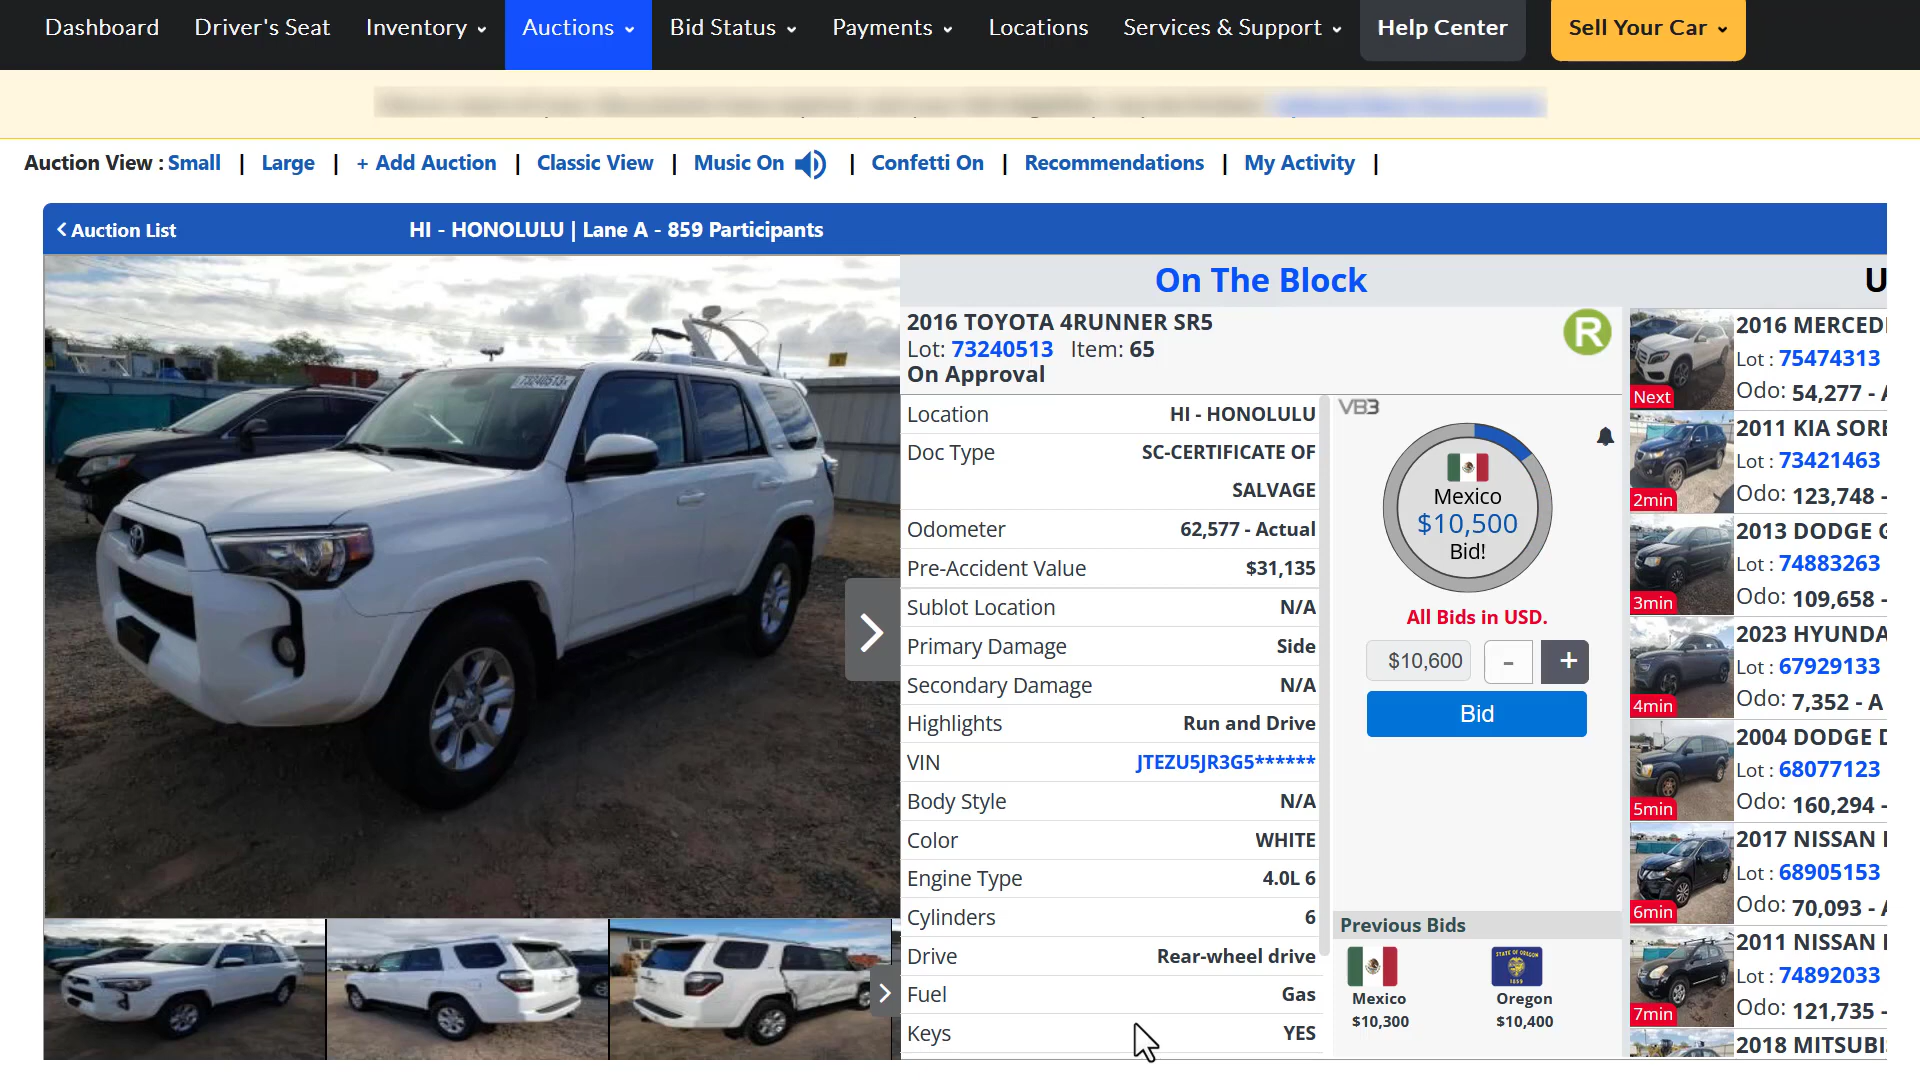 Dashboard
Driver's Seat
Inventory
Auctions
Bid Status
Payments
Locations
Services & Support
Help Center
Sell Your Car
Auction View : Small | Large | + Add Auction | Classic View | Music On | Confetti On | Recommendations | My Activity |
Auction List
HI - HONOLULU | Lane A - 859 Participants
73240513
On The Block
2016 TOYOTA 4RUNNER SR5
Lot: 73240513 Item: 65
On Approval
R
Location HI - HONOLULU
Doc Type SC-CERTIFICATE OF
SALVAGE
Odometer 62,577 - Actual
Pre-Accident Value $31,135
Sublot Location N/A
Primary Damage Side
Secondary Damage N/A
Highlights Run and Drive
VIN JTEZU5JR3G5******
Body Style N/A
Color WHITE
Engine Type 4.0L 6
Cylinders 6
Drive Rear-wheel drive
Fuel Gas
Keys YES
VB3
Mexico
$10,500
Bid!
All Bids in USD.
$10,600 - +
Bid
Previous Bids
Mexico
$10,300
STATE OF OREGON
1859
Oregon
$10,400
U
2016 MERCED
Lot : 75474313
Odo: 54,277 - A
Next
2011 KIA SORE
Lot : 73421463
Odo: 123,748 -
2min
2013 DODGE G
Lot : 74883263
Odo: 109,658 -
3min
2023 HYUNDA
Lot : 67929133
Odo: 7,352 - A
4min
2004 DODGE D
Lot : 68077123
Odo: 160,294 -
5min
2017 NISSAN
Lot : 68905153
Odo: 70,093 - A
6min
2011 NISSAN
Lot : 74892033
Odo: 121,735 -
7min
2018 MITSUBI